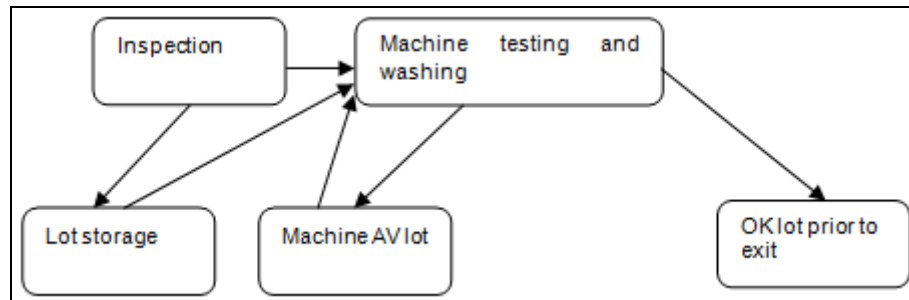 Inspection
Machine testing and
washing
Lot storage
Machine AV lot
OK lot prior to
exit